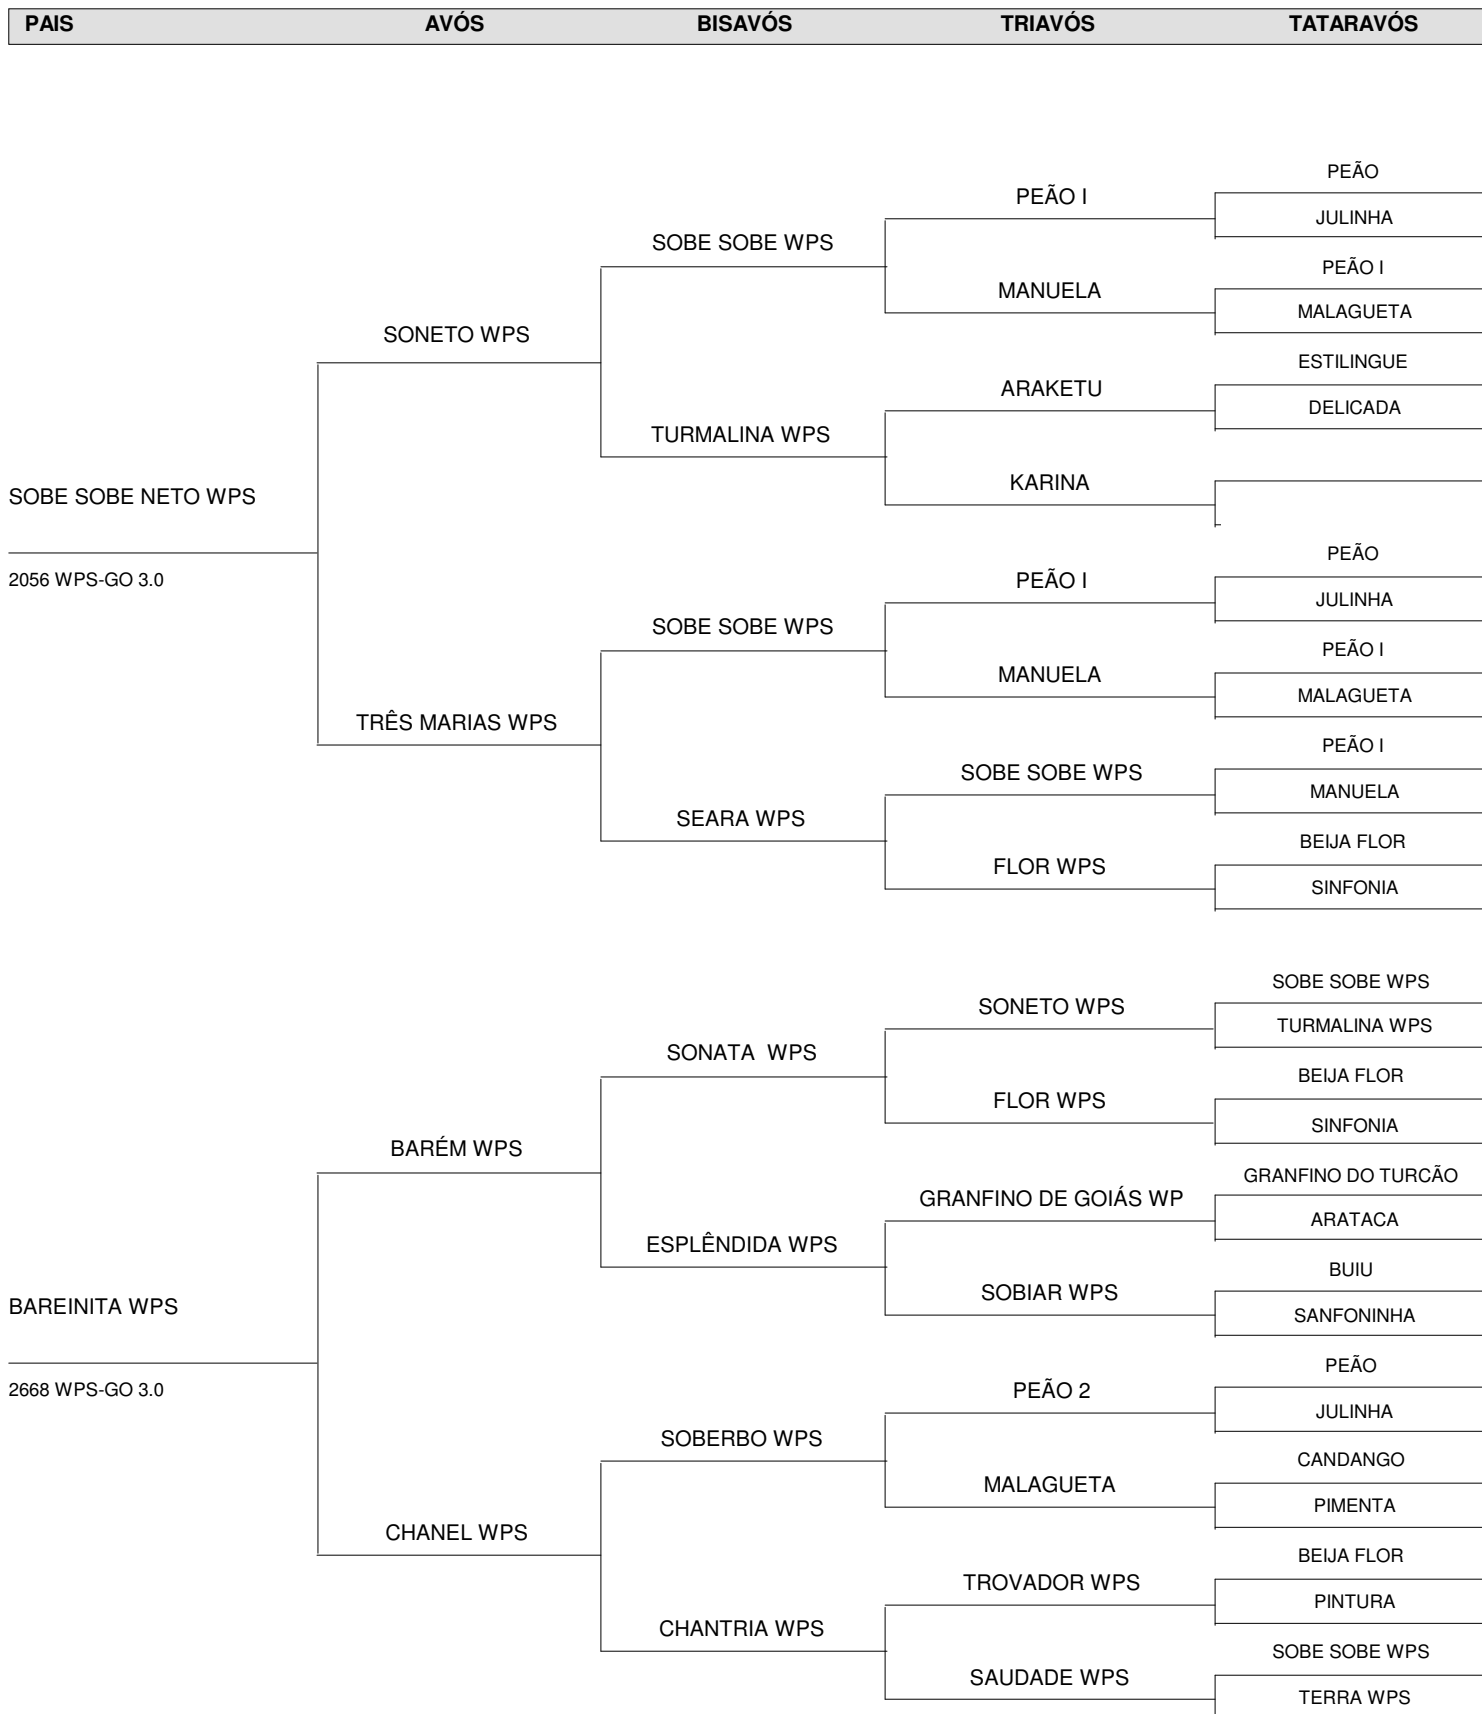 PAIS AVÓS BISAVÓS TRIAVÓS TATARAVÓS
PEÃO
PEÃO I
JULINHA
SOBE SOBE WPS
PEÃO I
MANUELA
MALAGUETA
SONETO WPS
ESTILINGUE
ARAKETU
DELICADA
TURMALINA WPS
KARINA
SOBE SOBE NETO WPS
PEÃO
2056 WPS-GO 3.0
PEÃO I
JULINHA
SOBE SOBE WPS
PEÃO I
MANUELA
MALAGUETA
TRÊS MARIAS WPS
PEÃO I
SOBE SOBE WPS
MANUELA
SEARA WPS
BEIJA FLOR
FLOR WPS
SINFONIA
SOBE SOBE WPS
SONETO WPS
TURMALINA WPS
SONATA WPS
BEIJA FLOR
FLOR WPS
SINFONIA
BARÉM WPS
GRANFINO DO TURCÃO
GRANFINO DE GOIÁS WP
ARATACA
ESPLÊNDIDA WPS
BUIU
SOBIAR WPS
BAREINITA WPS
SANFONINHA
PEÃO
2668 WPS-GO 3.0
PEÃO 2
JULINHA
SOBERBO WPS
CANDANGO
MALAGUETA
PIMENTA
CHANEL WPS
BEIJA FLOR
TROVADOR WPS
PINTURA
CHANTRIA WPS
SOBE SOBE WPS
SAUDADE WPS
TERRA WPS